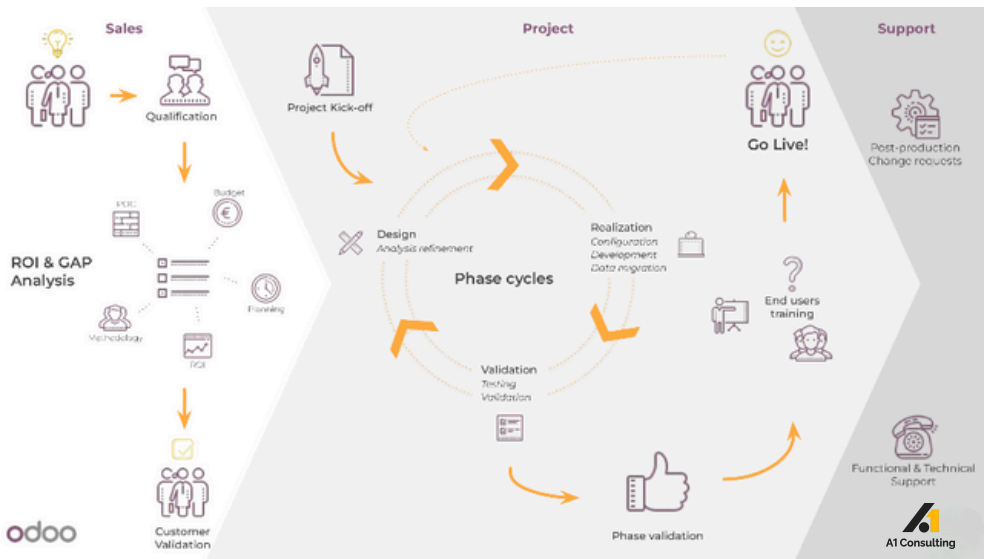 Sales
Project
Support
Qualification
Project Kick-off
Go Live!
Post-production
Change requests
POC
Budget
€
Design
Analysis refinement
Realization
Configuration
Development
Data migration
ROI & GAP
Analysis
Phase cycles
Planning
End users
training
Methodology
ROI
Validation
Testing
Validation
Functional & Technical
Support
Customer
Validation
Phase validation
odoo
A1
A1 Consulting